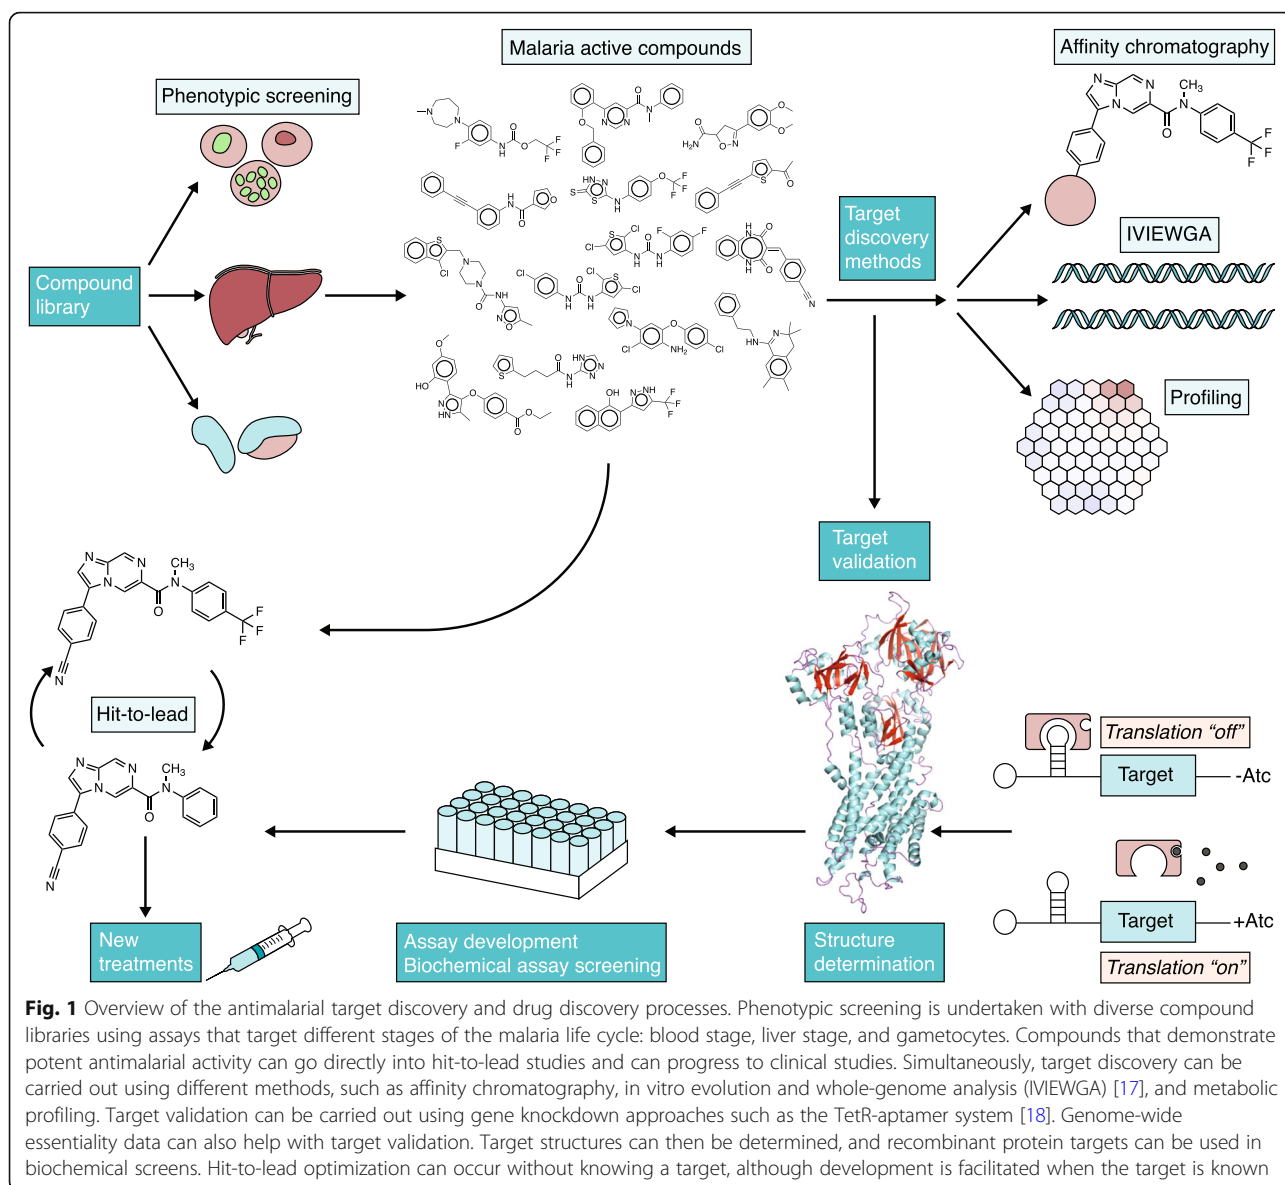 Malaria active compounds
Affinity chromatography
Phenotypic screening
Compound
library
Target
discovery
methods
IVIEWGA
Profiling
Target
validation
Hit-to-lead
Translation “off”
Target
-Atc
Target
+Atc
Translation “on”
New
treatments
Assay development
Biochemical assay screening
Structure
determination
Fig. 1 Overview of the antimalarial target discovery and drug discovery processes. Phenotypic screening is undertaken with diverse compound
libraries using assays that target different stages of the malaria life cycle: blood stage, liver stage, and gametocytes. Compounds that demonstrate
potent antimalarial activity can go directly into hit-to-lead studies and can progress to clinical studies. Simultaneously, target discovery can be
carried out using different methods, such as affinity chromatography, in vitro evolution and whole-genome analysis (IVIEWGA) [17], and metabolic
profiling. Target validation can be carried out using gene knockdown approaches such as the TetR-aptamer system [18]. Genome-wide
essentiality data can also help with target validation. Target structures can then be determined, and recombinant protein targets can be used in
biochemical screens. Hit-to-lead optimization can occur without knowing a target, although development is facilitated when the target is known